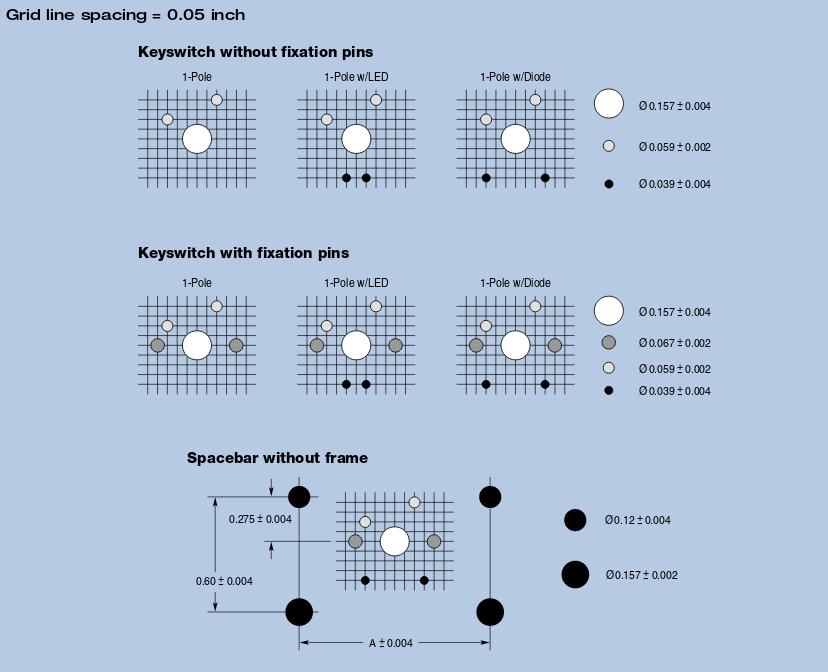 Grid line spacing = 0.05 inch
Keyswitch without fixation pins
1-Pole
1-Pole w/LED
1-Pole w/Diode
Ø 0.157 ± 0.004
Ø 0.059 ± 0.002
Ø 0.039 ± 0.004
Keyswitch with fixation pins
1-Pole
1-Pole w/LED
1-Pole w/Diode
Ø 0.157 ± 0.004
Ø 0.067 ± 0.002
Ø 0.059 ± 0.002
Ø 0.039 ± 0.004
Spacebar without frame
0.275 ± 0.004
Ø0.12 ± 0.004
0.60 ± 0.004
Ø0.157 ± 0.002
A ± 0.004